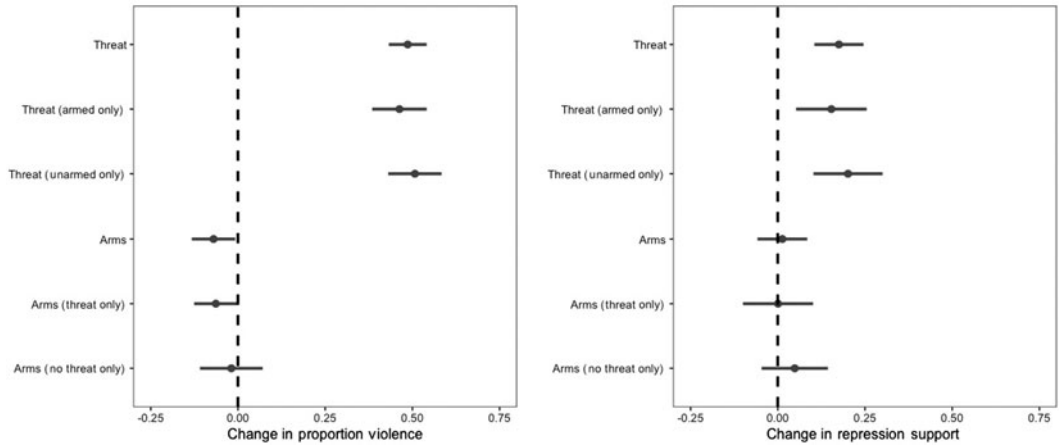 Threat
Threat (armed only)
Threat (unarmed only)
Arms
Arms (threat only)
Arms (no threat only)
-0.25 0.00 0.25 0.50 0.75
Change in proportion violence
Threat
Threat (armed only)
Threat (unarmed only)
Arms
Arms (threat only)
Arms (no threat only)
-0.25 0.00 0.25 0.50 0.75
Change in repression support